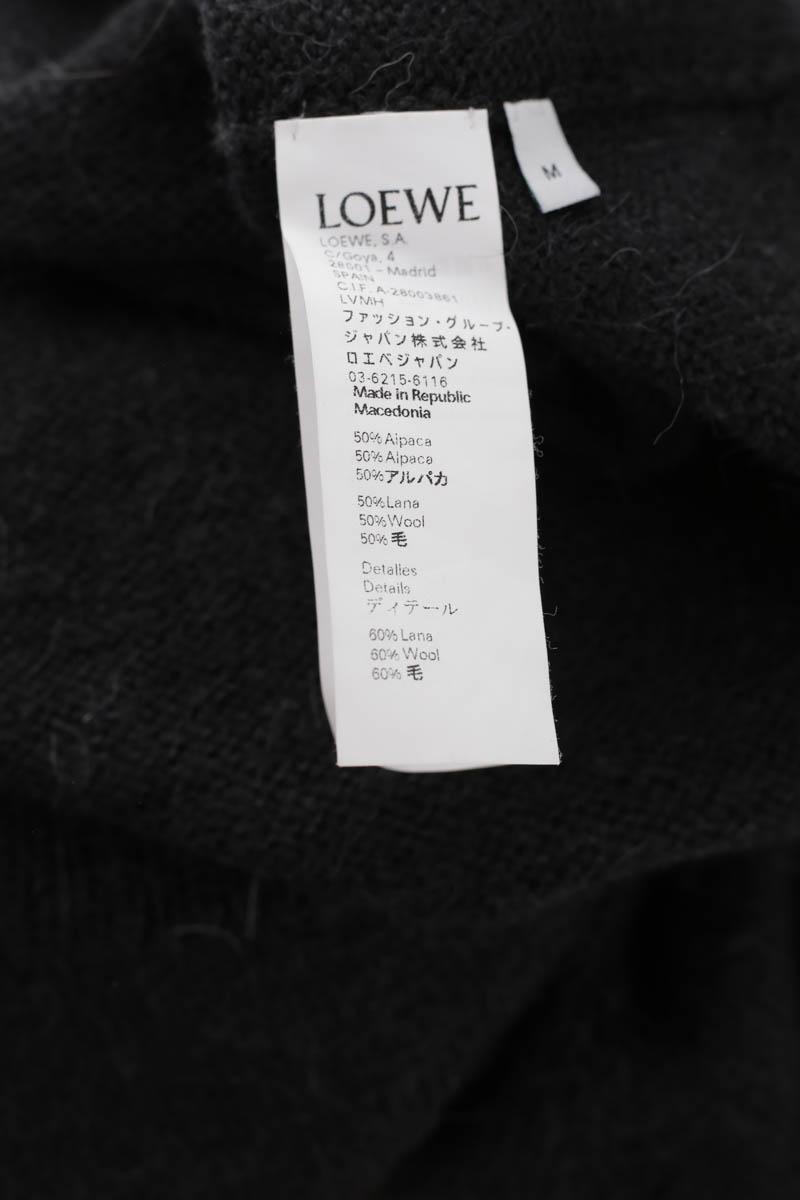 LOEWE
LOEWE, S.A.
C/Goya, 4
28001 - Madrid
SPAIN
C.I.F. A-28003861
LVMH
ファッション・グループ・
ジャパン株式会社
ロエベジャパン
03-6215-6116
Made in Republic
Macedonia
50% Alpaca
50% Alpaca
50% アルパカ
50% Lana
50% Wool
50% 毛
Detalles
Details
ディテール
60% Lana
60% Wool
60% 毛
M